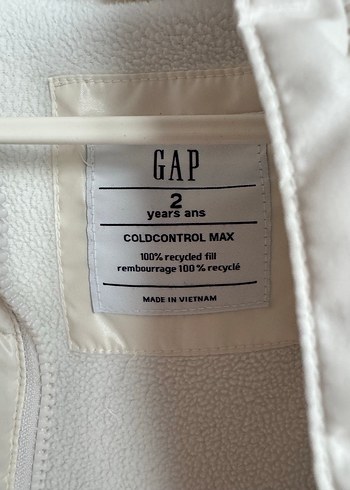 GAP
2
years ans
COLDCONTROL MAX
100% recycled fill
rembourrage 100 % recyclé
MADE IN VIETNAM